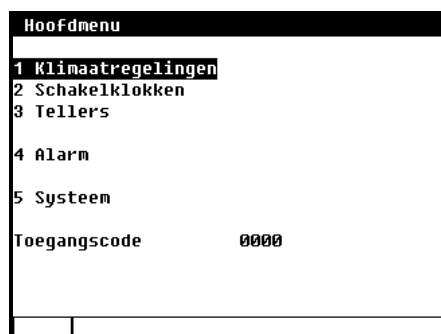 Hoofdmenu
1 Klimaatregelingen
2 Schakelklokken
3 Tellers
4 Alarm
5 Systeem
Toegangscode 0000